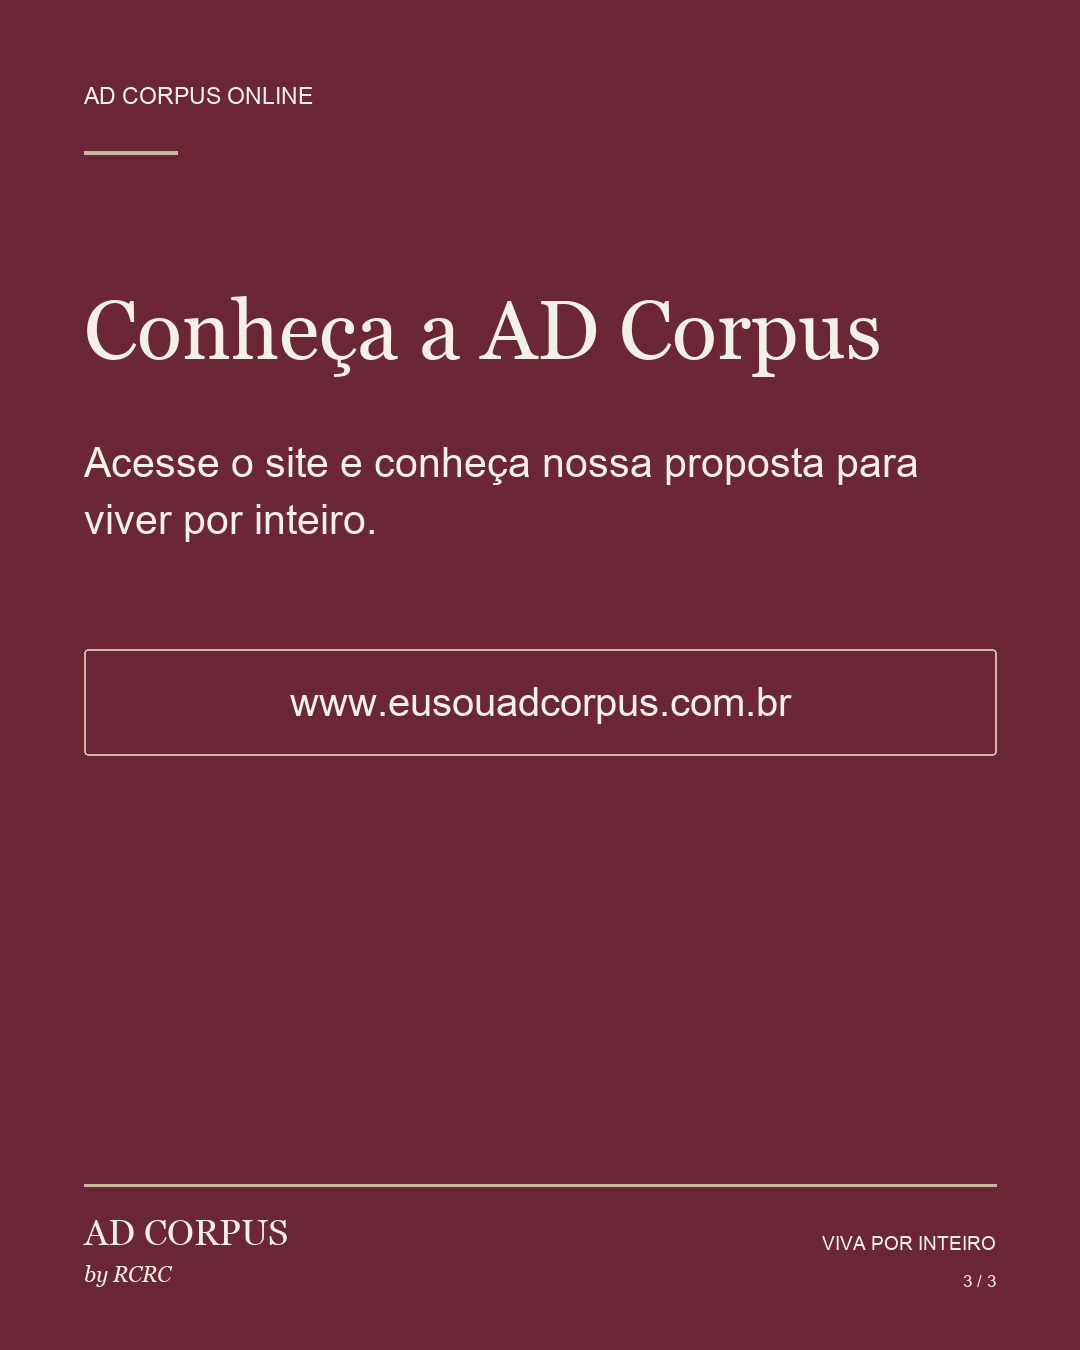 AD CORPUS ONLINE
Conheça a AD Corpus
Acesse o site e conheça nossa proposta para
viver por inteiro.
www.eusouadcorpus.com.br
AD CORPUS
by RCRC
VIVA POR INTEIRO
3 / 3